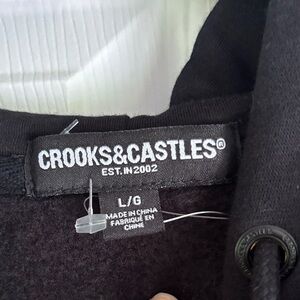 CROOKS&CASTLES®
EST. IN 2002
L/G
MADE IN CHINA
FABRIQUÉ EN
CHINE